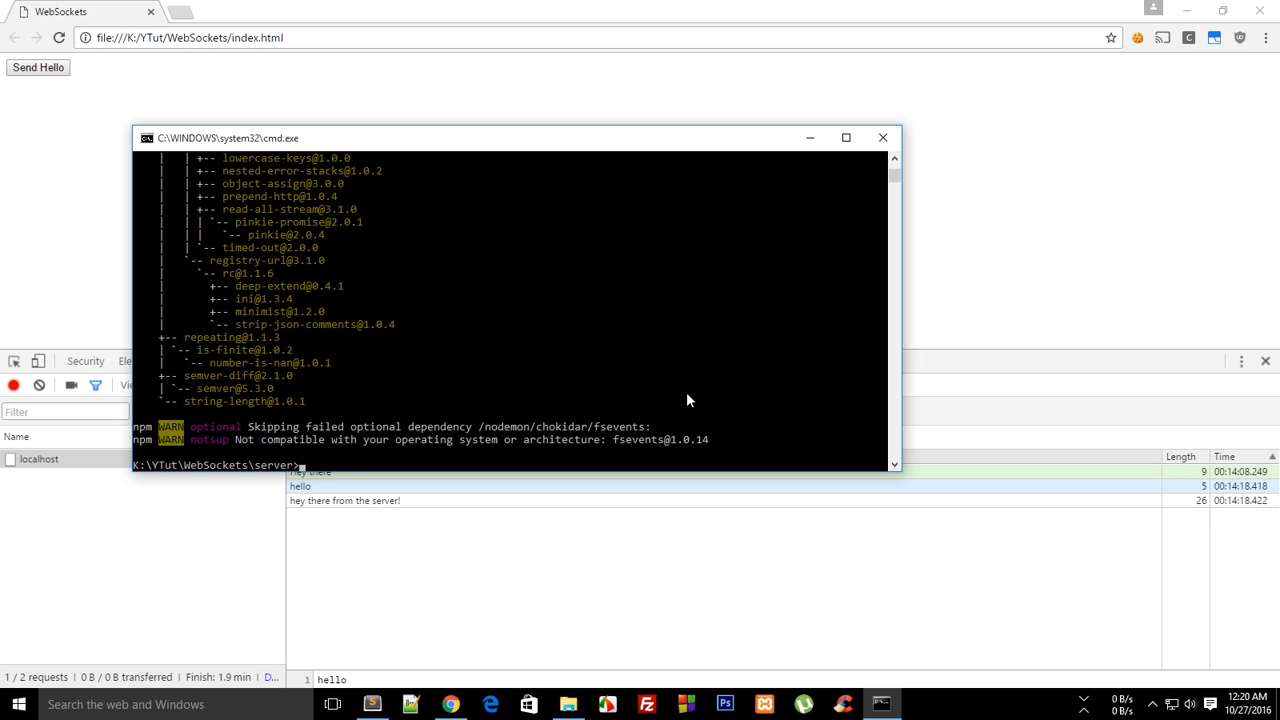 WebSockets
file:///K:/YTut/WebSockets/index.html
Send Hello
C:\WINDOWS\system32\cmd.exe
| | +-- lowercase-keys@1.0.0
| | +-- nested-error-stacks@1.0.2
| | +-- object-assign@3.0.0
| | +-- prepend-http@1.0.4
| | +-- read-all-stream@3.1.0
| | | `-- pinkie-promise@2.0.1
| | |   `-- pinkie@2.0.4
| | `-- timed-out@2.0.0
| `-- registry-url@3.1.0
|   `-- rc@1.1.6
|     +-- deep-extend@0.4.1
|     +-- ini@1.3.4
|     +-- minimist@1.2.0
|     `-- strip-json-comments@1.0.4
+-- repeating@1.1.3
| `-- is-finite@1.0.2
|   `-- number-is-nan@1.0.1
+-- semver-diff@2.1.0
| `-- semver@5.3.0
`-- string-length@1.0.1
npm WARN optional Skipping failed optional dependency /nodemon/chokidar/fsevents:
npm WARN notsup Not compatible with your operating system or architecture: fsevents@1.0.14
K:\YTut\WebSockets\server>
Security Ele
Filter
Name
localhost
Length Time
hey there 9 00:14:08.249
hello 5 00:14:18.418
hey there from the server! 26 00:14:18.422
1 / 2 requests | 0 B / 0 B transferred | Finish: 1.9 min | D...
1 hello
Search the web and Windows
Ps
0 B/s
0 B/s
12:20 AM
10/27/2016